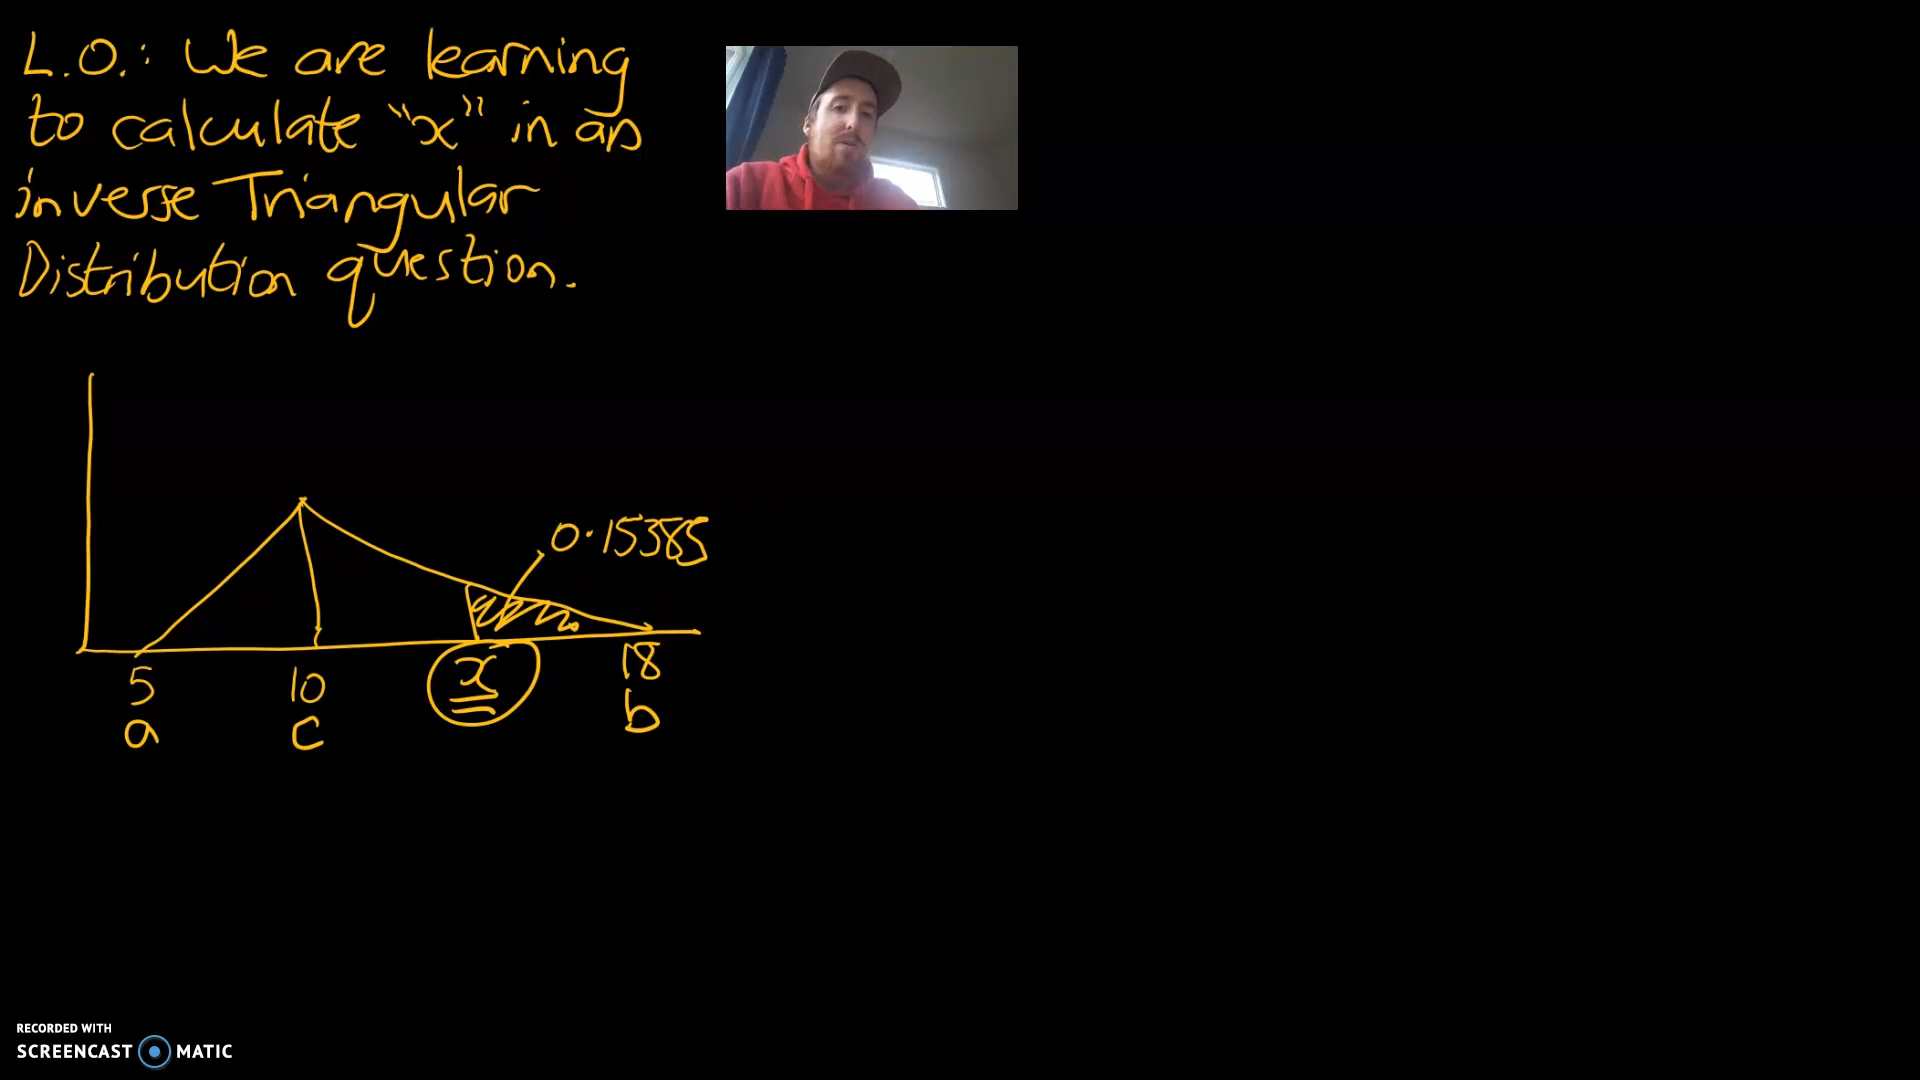 L.O.: We are learning
to calculate "x" in an
inverse Triangular
Distribution question.
0.15385
5
10
x
18
a
c
b
RECORDED WITH
SCREENCAST MATIC